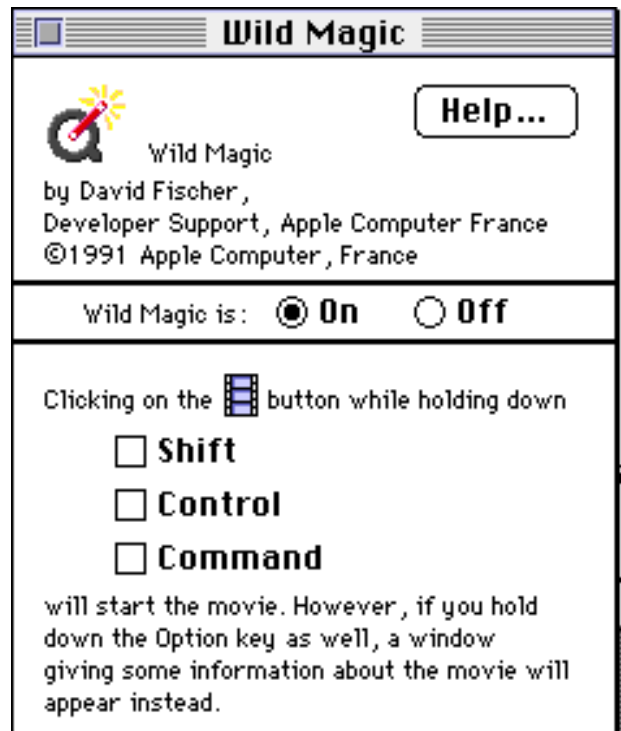 Wild Magic
Help...
Wild Magic
by David Fischer,
Developer Support, Apple Computer France
©1991 Apple Computer, France
Wild Magic is: On Off
Clicking on the button while holding down
Shift
Control
Command
will start the movie. However, if you hold
down the Option key as well, a window
giving some information about the movie will
appear instead.